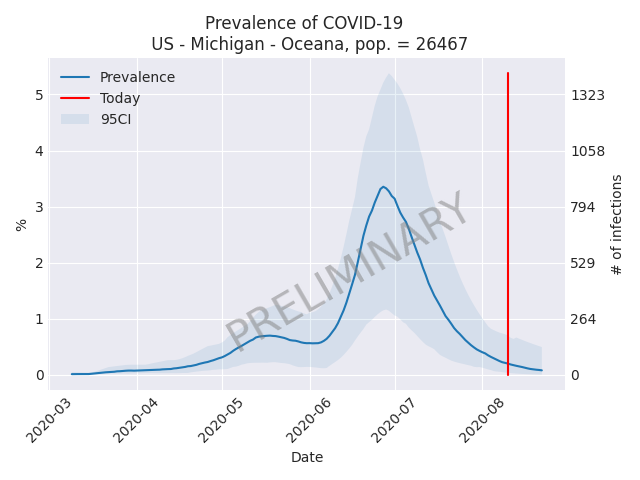 Prevalence of COVID-19
US - Michigan - Oceana, pop. = 26467
Prevalence
Today
95CI
5
4
3
2
1
0
%
1323
1058
794
529
264
0
# of infections
PRELIMINARY
2020-03
2020-04
2020-05
2020-06
2020-07
2020-08
Date